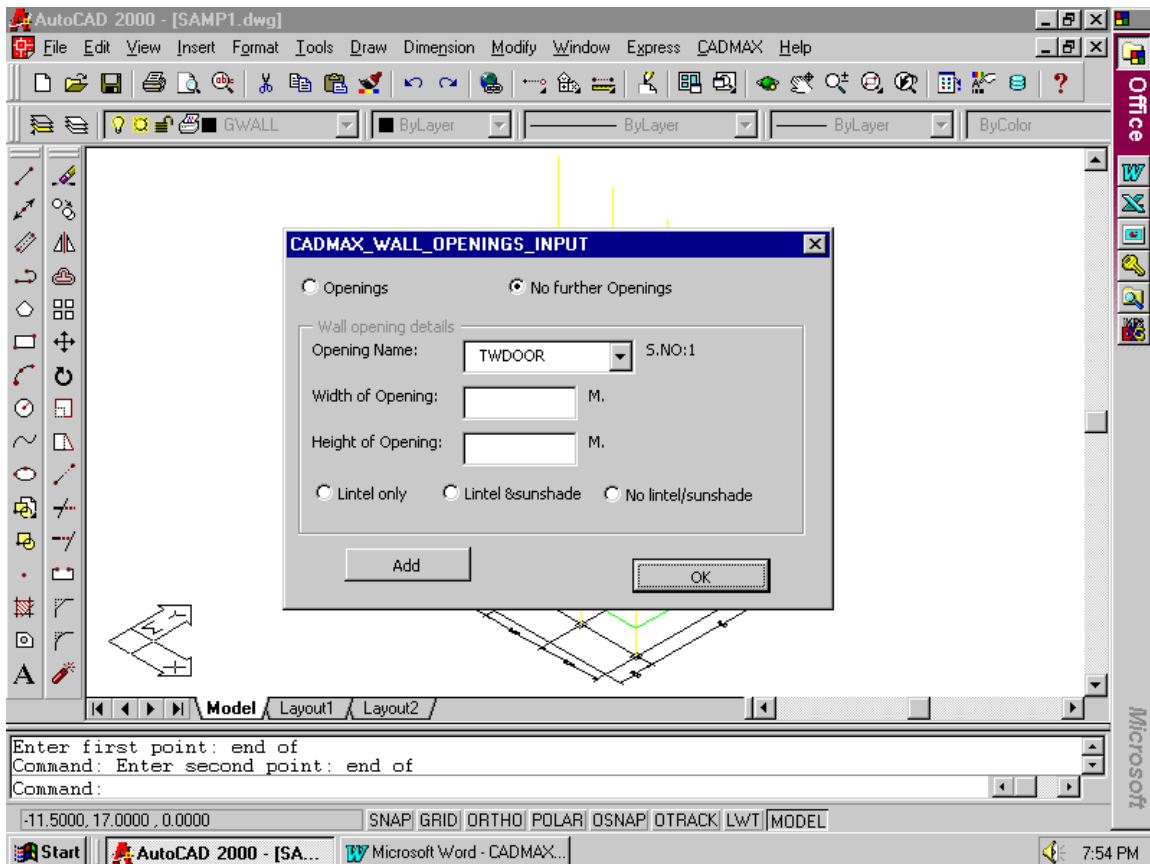 AutoCAD 2000 - [SAMP1.dwg]
File Edit View Insert Format Tools Draw Dimension Modify Window Express CADMAX Help
GWALL ByLayer ByLayer ByLayer ByColor
Office
CADMAX_WALL_OPENINGS_INPUT
Openings No further Openings
Wall opening details
Opening Name: TWDOOR S.NO:1
Width of Opening: M.
Height of Opening: M.
Lintel only Lintel &sunshade No lintel/sunshade
Add OK
Model Layout1 Layout2
Enter first point: end of
Command: Enter second point: end of
Command:
-11.5000, 17.0000 , 0.0000 SNAP GRID ORTHO POLAR OSNAP OTRACK LWT MODEL
Microsoft
Start AutoCAD 2000 - [SA... Microsoft Word - CADMAX... 7:54 PM